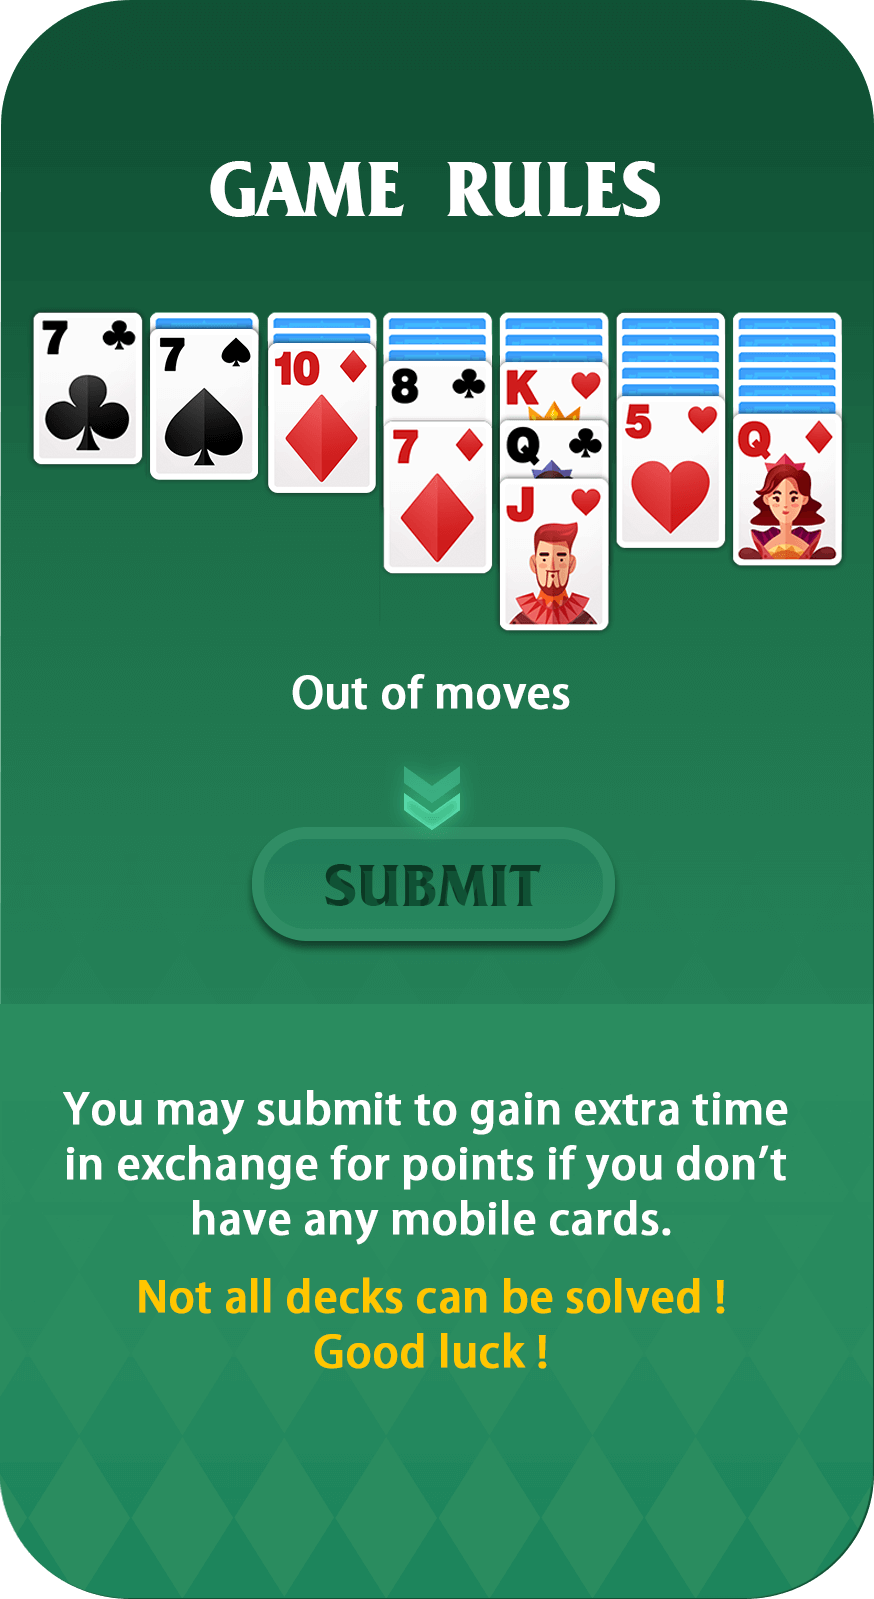 GAME RULES
7 7 10 8 K 5 Q
7 Q
J
Out of moves
SUBMIT
You may submit to gain extra time
in exchange for points if you don’t
have any mobile cards.
Not all decks can be solved !
Good luck !